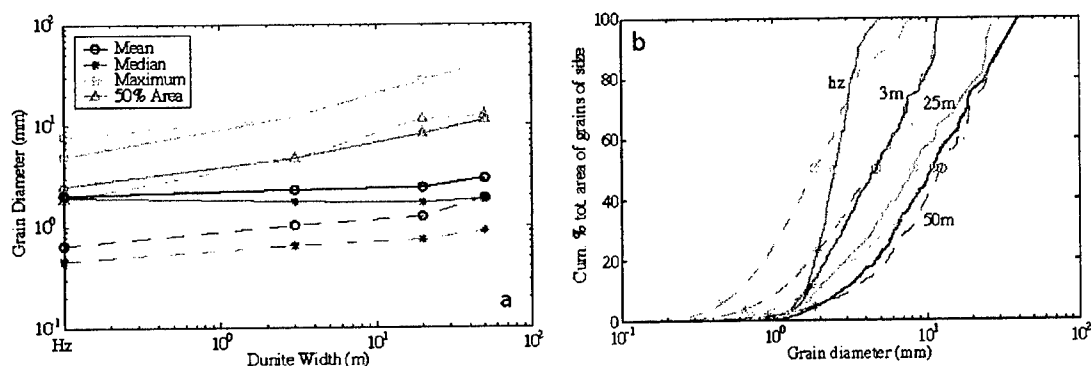 10²
10¹
10⁰
10¹
Grain Diameter (mm)
Mean
Median
Maximum
50% Area
a
Hz
10⁰
10¹
10²
Dunite Width (m)
b
100
80
60
40
20
0
Cum. % tot. area of grains of size
hz
3m
25m
50m
10⁻¹
10⁰
10¹
10²
Grain diameter (mm)